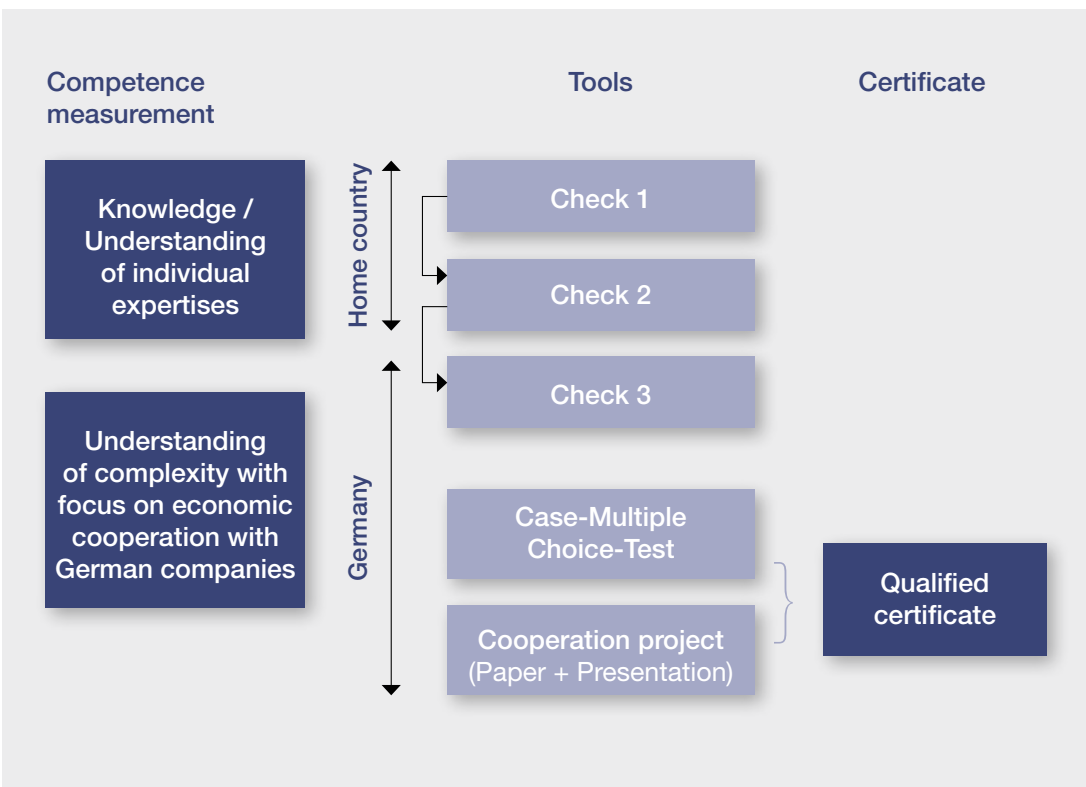 Competence
measurement
Tools
Certificate
Knowledge /
Understanding
of individual
expertises
Home country
Check 1
Check 2
Check 3
Understanding
of complexity with
focus on economic
cooperation with
German companies
Germany
Case-Multiple
Choice-Test
Cooperation project
(Paper + Presentation)
Qualified
certificate